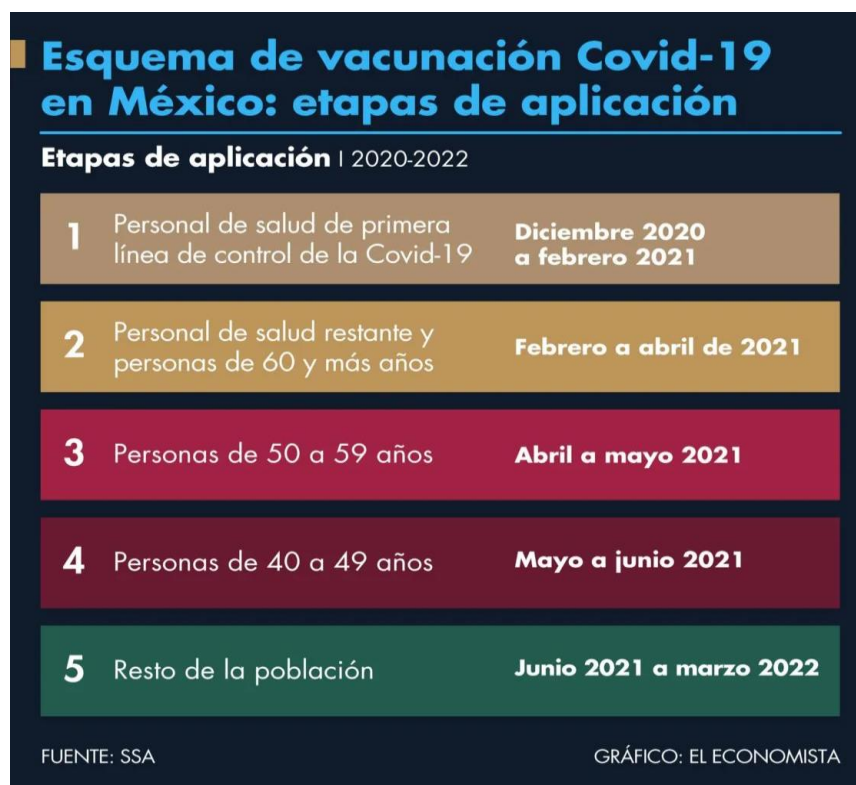 Esquema de vacunación Covid-19
en México: etapas de aplicación
Etapas de aplicación | 2020-2022
1
Personal de salud de primera
línea de control de la Covid-19
Diciembre 2020
a febrero 2021
2
Personal de salud restante y
personas de 60 y más años
Febrero a abril de 2021
3
Personas de 50 a 59 años
Abril a mayo 2021
4
Personas de 40 a 49 años
Mayo a junio 2021
5
Resto de la población
Junio 2021 a marzo 2022
FUENTE: SSA
GRÁFICO: EL ECONOMISTA